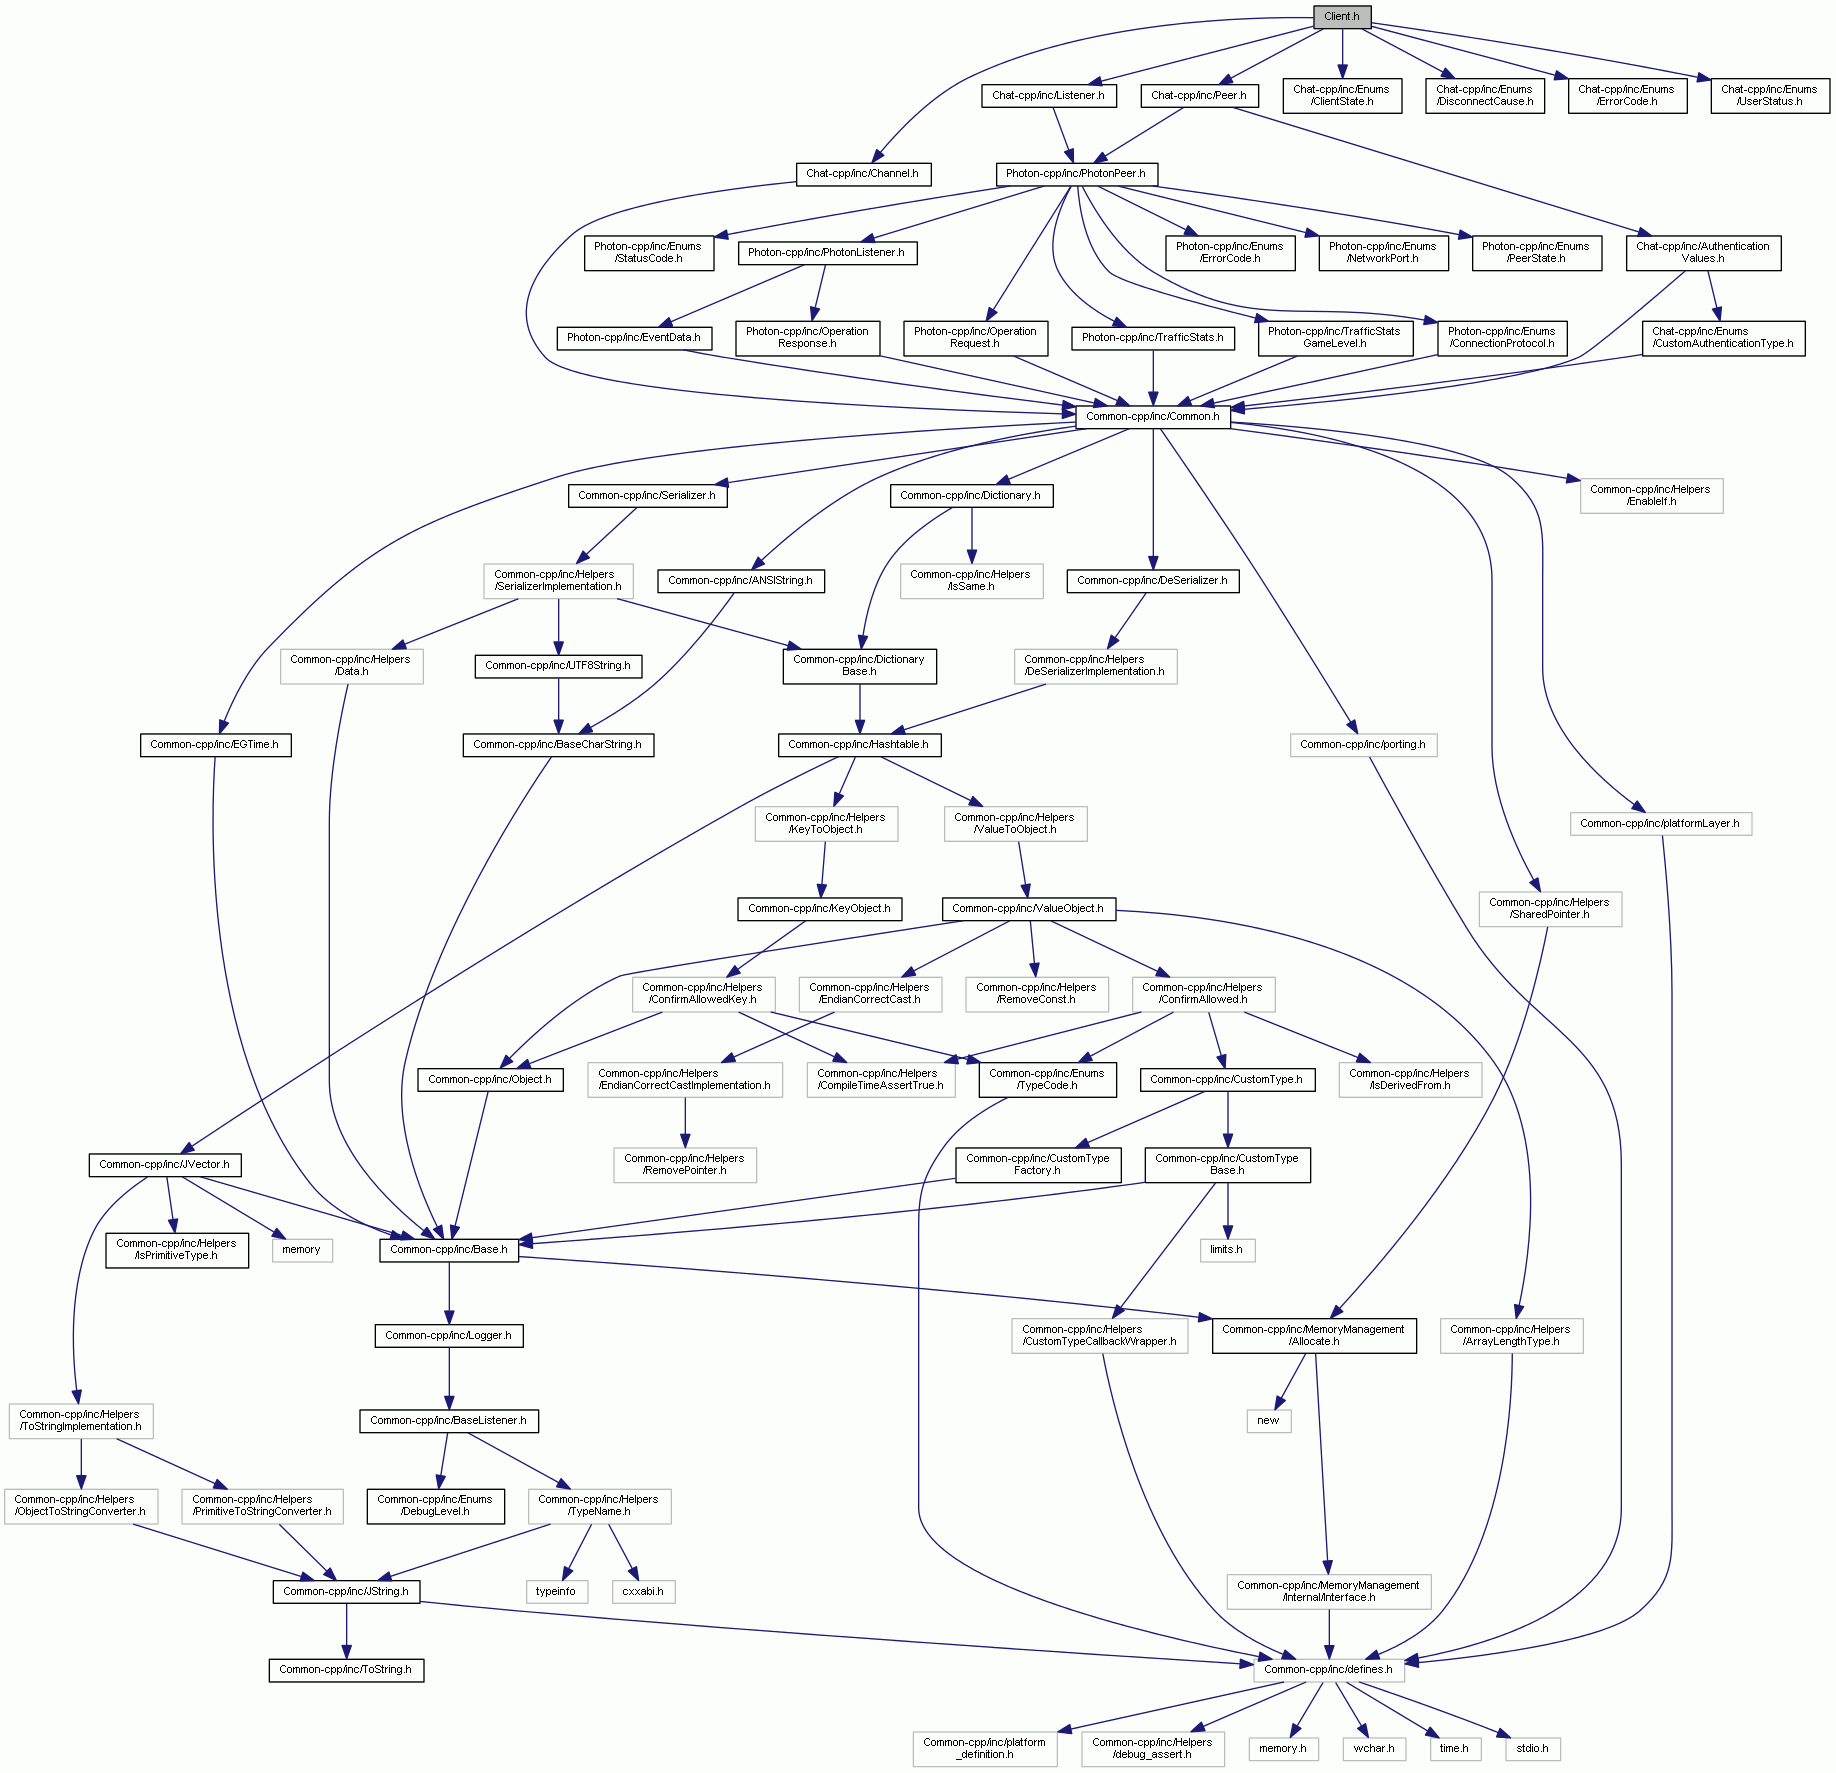 Client.h
Chat-cpp/inc/Listener.h
Chat-cpp/inc/Peer.h
Chat-cpp/inc/Enums
/ClientState.h
Chat-cpp/inc/Enums
/DisconnectCause.h
Chat-cpp/inc/Enums
/ErrorCode.h
Chat-cpp/inc/Enums
/UserStatus.h
Chat-cpp/inc/Channel.h
Photon-cpp/inc/PhotonPeer.h
Photon-cpp/inc/Enums
/StatusCode.h
Photon-cpp/inc/PhotonListener.h
Photon-cpp/inc/Enums
/ErrorCode.h
Photon-cpp/inc/Enums
/NetworkPort.h
Photon-cpp/inc/Enums
/PeerState.h
Chat-cpp/inc/Authentication
Values.h
Photon-cpp/inc/EventData.h
Photon-cpp/inc/Operation
Response.h
Photon-cpp/inc/Operation
Request.h
Photon-cpp/inc/TrafficStats.h
Photon-cpp/inc/TrafficStats
GameLevel.h
Photon-cpp/inc/Enums
/ConnectionProtocol.h
Chat-cpp/inc/Enums
/CustomAuthenticationType.h
Common-cpp/inc/Common.h
Common-cpp/inc/Serializer.h
Common-cpp/inc/Dictionary.h
Common-cpp/inc/Helpers
/EnableIf.h
Common-cpp/inc/Helpers
/SerializerImplementation.h
Common-cpp/inc/ANSIString.h
Common-cpp/inc/Helpers
/IsSame.h
Common-cpp/inc/DeSerializer.h
Common-cpp/inc/Helpers
/Data.h
Common-cpp/inc/UTF8String.h
Common-cpp/inc/Dictionary
Base.h
Common-cpp/inc/Helpers
/DeSerializerImplementation.h
Common-cpp/inc/EGTime.h
Common-cpp/inc/BaseCharString.h
Common-cpp/inc/Hashtable.h
Common-cpp/inc/porting.h
Common-cpp/inc/Helpers
/KeyToObject.h
Common-cpp/inc/Helpers
/ValueToObject.h
Common-cpp/inc/platformLayer.h
Common-cpp/inc/KeyObject.h
Common-cpp/inc/ValueObject.h
Common-cpp/inc/Helpers
/SharedPointer.h
Common-cpp/inc/Helpers
/ConfirmAllowedKey.h
Common-cpp/inc/Helpers
/EndianCorrectCast.h
Common-cpp/inc/Helpers
/RemoveConst.h
Common-cpp/inc/Helpers
/ConfirmAllowed.h
Common-cpp/inc/Object.h
Common-cpp/inc/Helpers
/EndianCorrectCastImplementation.h
Common-cpp/inc/Helpers
/CompileTimeAssertTrue.h
Common-cpp/inc/Enums
/TypeCode.h
Common-cpp/inc/CustomType.h
Common-cpp/inc/Helpers
/IsDerivedFrom.h
Common-cpp/inc/JVector.h
Common-cpp/inc/Helpers
/RemovePointer.h
Common-cpp/inc/CustomType
Factory.h
Common-cpp/inc/CustomType
Base.h
Common-cpp/inc/Helpers
/IsPrimitiveType.h
memory
Common-cpp/inc/Base.h
limits.h
Common-cpp/inc/Logger.h
Common-cpp/inc/Helpers
/CustomTypeCallbackWrapper.h
Common-cpp/inc/MemoryManagement
/Allocate.h
Common-cpp/inc/Helpers
/ArrayLengthType.h
Common-cpp/inc/Helpers
/ToStringImplementation.h
Common-cpp/inc/BaseListener.h
new
Common-cpp/inc/Helpers
/ObjectToStringConverter.h
Common-cpp/inc/Helpers
/PrimitiveToStringConverter.h
Common-cpp/inc/Enums
/DebugLevel.h
Common-cpp/inc/Helpers
/TypeName.h
Common-cpp/inc/JString.h
typeinfo
cxxabi.h
Common-cpp/inc/MemoryManagement
/Internal/Interface.h
Common-cpp/inc/ToString.h
Common-cpp/inc/defines.h
Common-cpp/inc/platform
_definition.h
Common-cpp/inc/Helpers
/debug_assert.h
memory.h
wchar.h
time.h
stdio.h